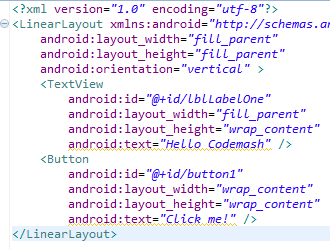 <?xml version="1.0" encoding="utf-8"?>
<LinearLayout xmlns:android="http://schemas.an
android:layout_width="fill_parent"
android:layout_height="fill_parent"
android:orientation="vertical" >
<TextView
android:id="@+id/lblLabelOne"
android:layout_width="fill_parent"
android:layout_height="wrap_content"
android:text="Hello Codemash" />
<Button
android:id="@+id/button1"
android:layout_width="wrap_content"
android:layout_height="wrap_content"
android:text="Click me!" />
</LinearLayout>